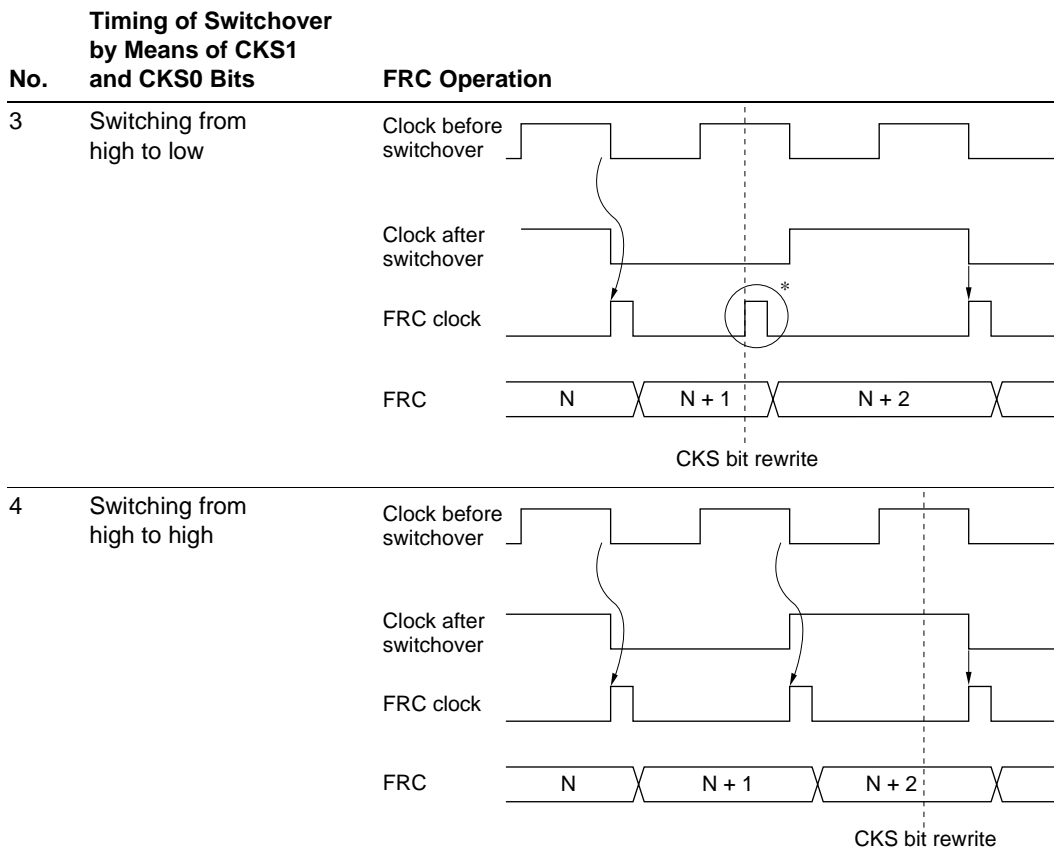 No.
Timing of Switchover
by Means of CKS1
and CKS0 Bits
FRC Operation
3
Switching from
high to low
Clock before
switchover
Clock after
switchover
*
FRC clock
FRC
N
N + 1
N + 2
CKS bit rewrite
4
Switching from
high to high
Clock before
switchover
Clock after
switchover
FRC clock
FRC
N
N + 1
N + 2
CKS bit rewrite